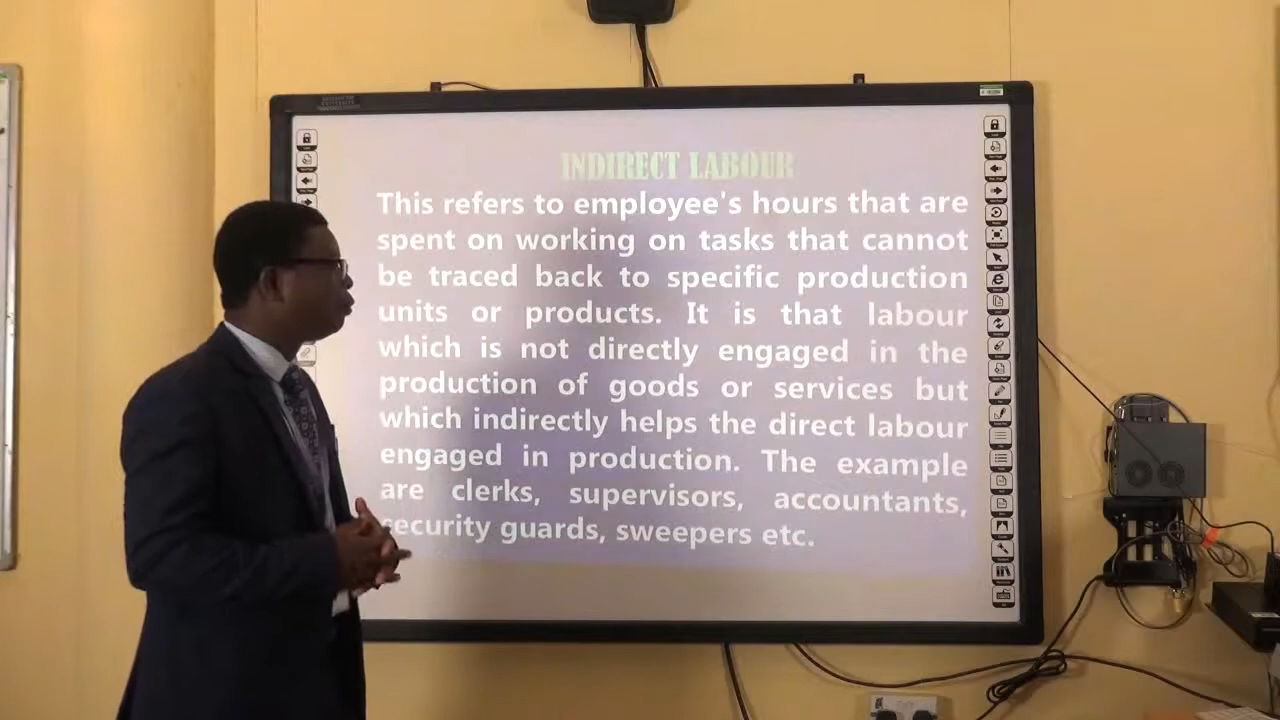 INDIRECT LABOUR
This refers to employee's hours that are
spent on working on tasks that cannot
be traced back to specific production
units or products. It is that labour
which is not directly engaged in the
production of goods or services but
which indirectly helps the direct labour
engaged in production. The example
are clerks, supervisors, accountants,
security guards, sweepers etc.